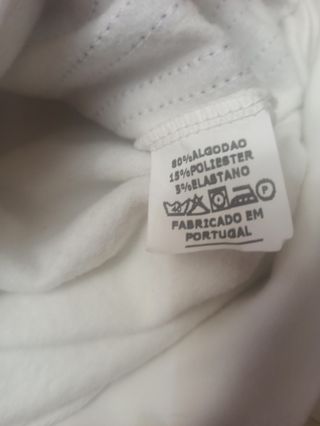 80%ALGODAO
15%POLIESTER
5%ELASTANO
P
FABRICADO EM
PORTUGAL